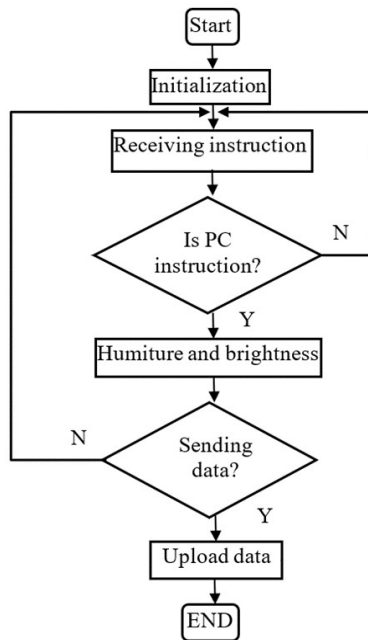 Start
Initialization
Receiving instruction
Is PC
instruction?
N
Y
Humiture and brightness
N
Sending
data?
Y
Upload data
END